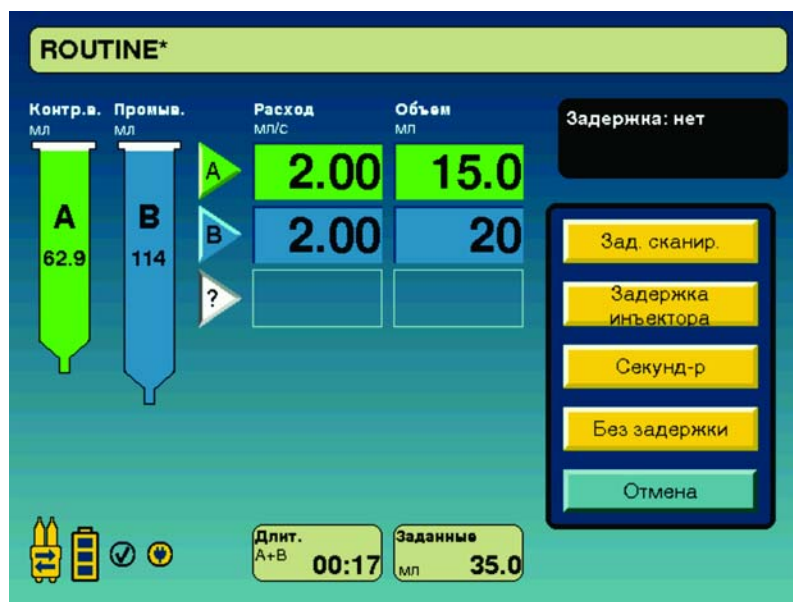 ROUTINE*
Контр.в. Промыв. Расход Объем
мл мл мл/с мл
Задержка: нет
A 2.00 15.0
A B
62.9 114
B 2.00 20
?
Зад. сканир.
Задержка
инъектора
Секунд-р
Без задержки
Отмена
Длит.
A+B 00:17
Заданные
мл 35.0